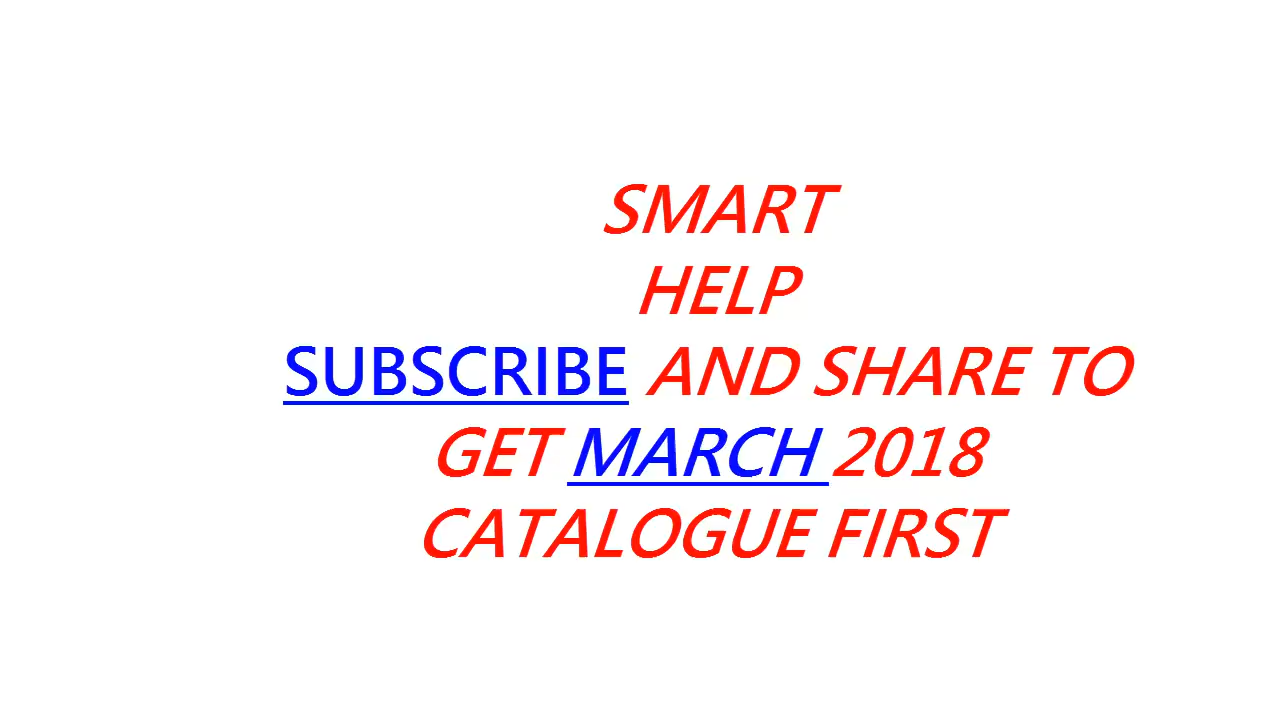 SMART
HELP
SUBSCRIBE AND SHARE TO
GET MARCH 2018
CATALOGUE FIRST